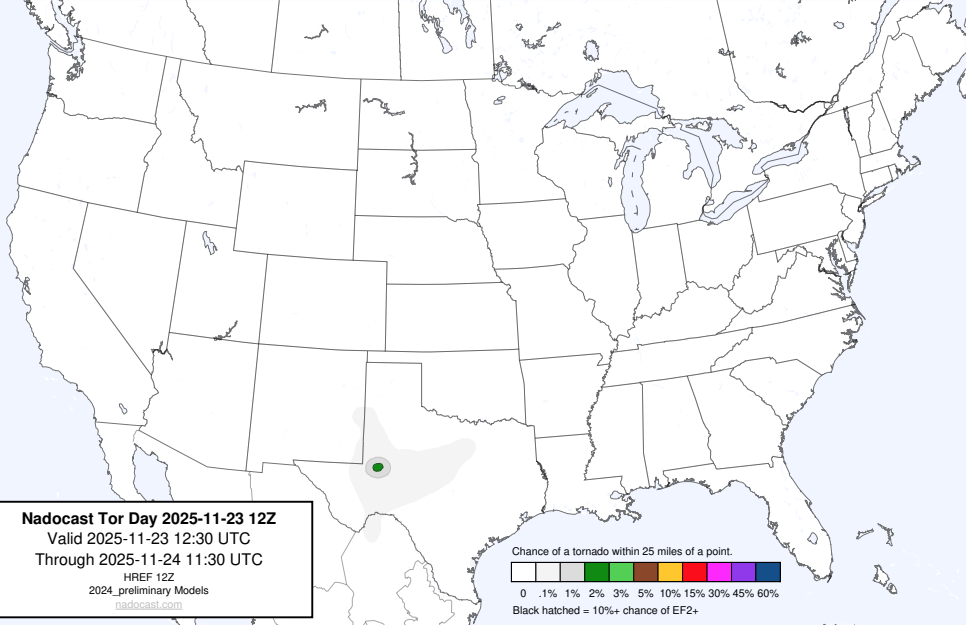 Nadocast Tor Day 2025-11-23 12Z
Valid 2025-11-23 12:30 UTC
Through 2025-11-24 11:30 UTC
HREF 12Z
2024_preliminary Models
nadocast.com
Chance of a tornado within 25 miles of a point.
0 .1% 1% 2% 3% 5% 10% 15% 30% 45% 60%
Black hatched = 10%+ chance of EF2+